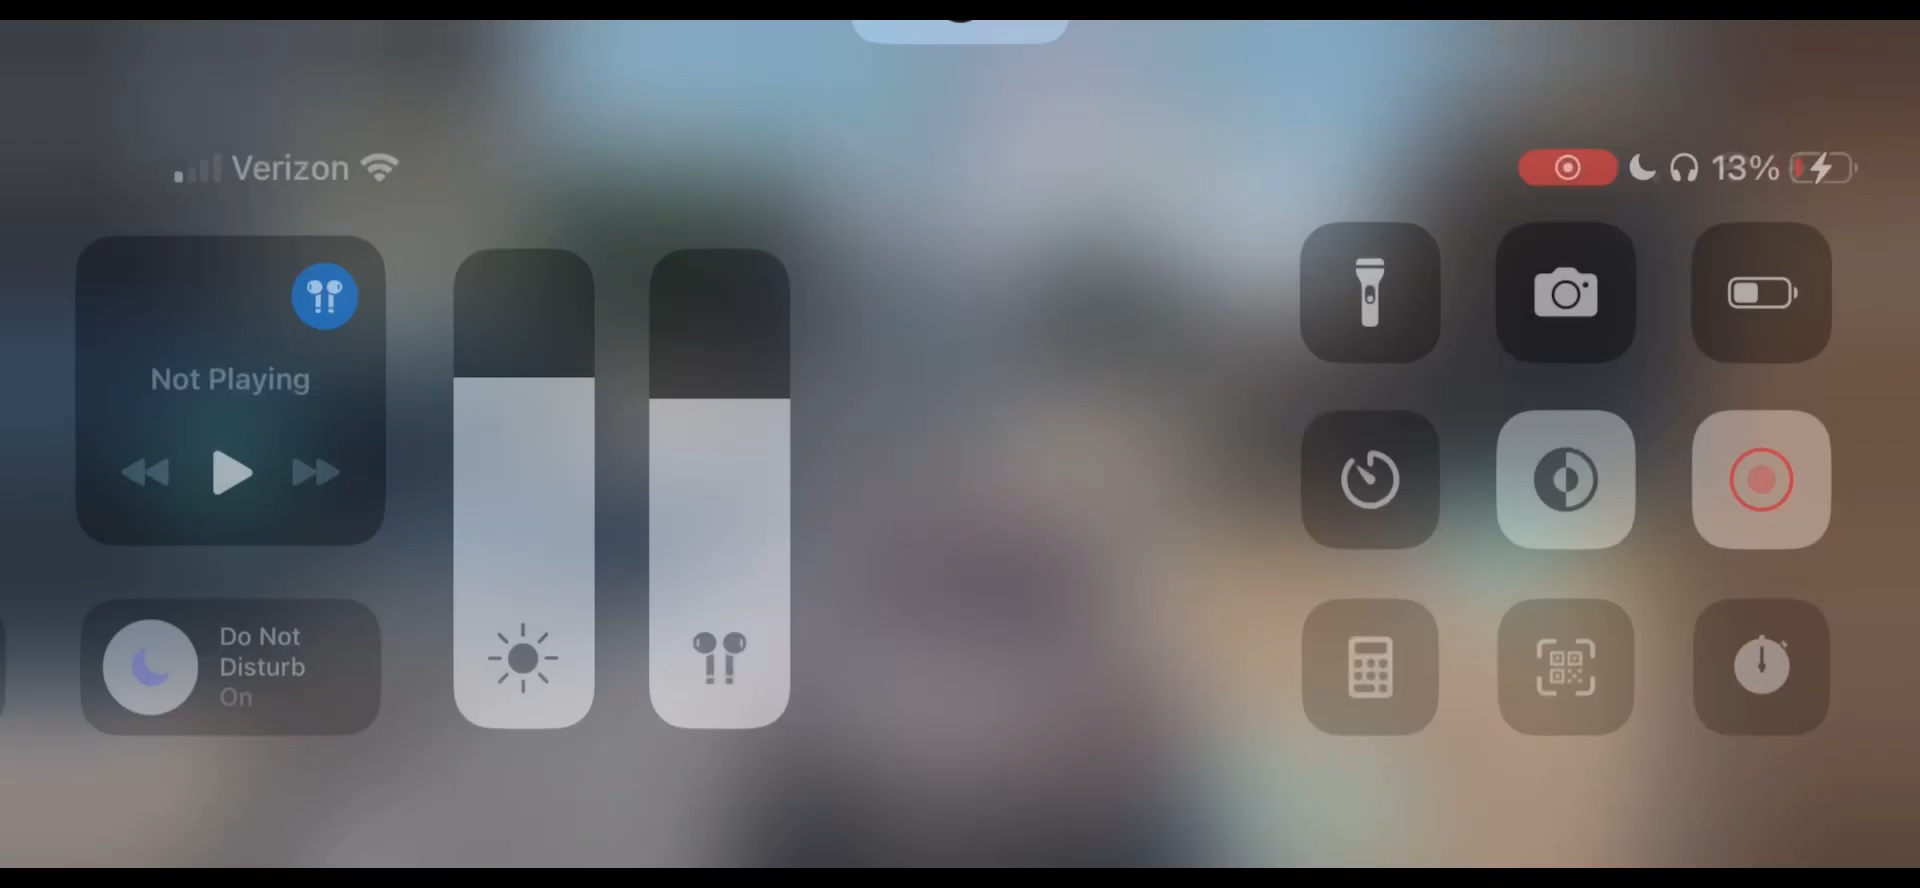 Verizon
13%
Not Playing
Do Not
Disturb
On